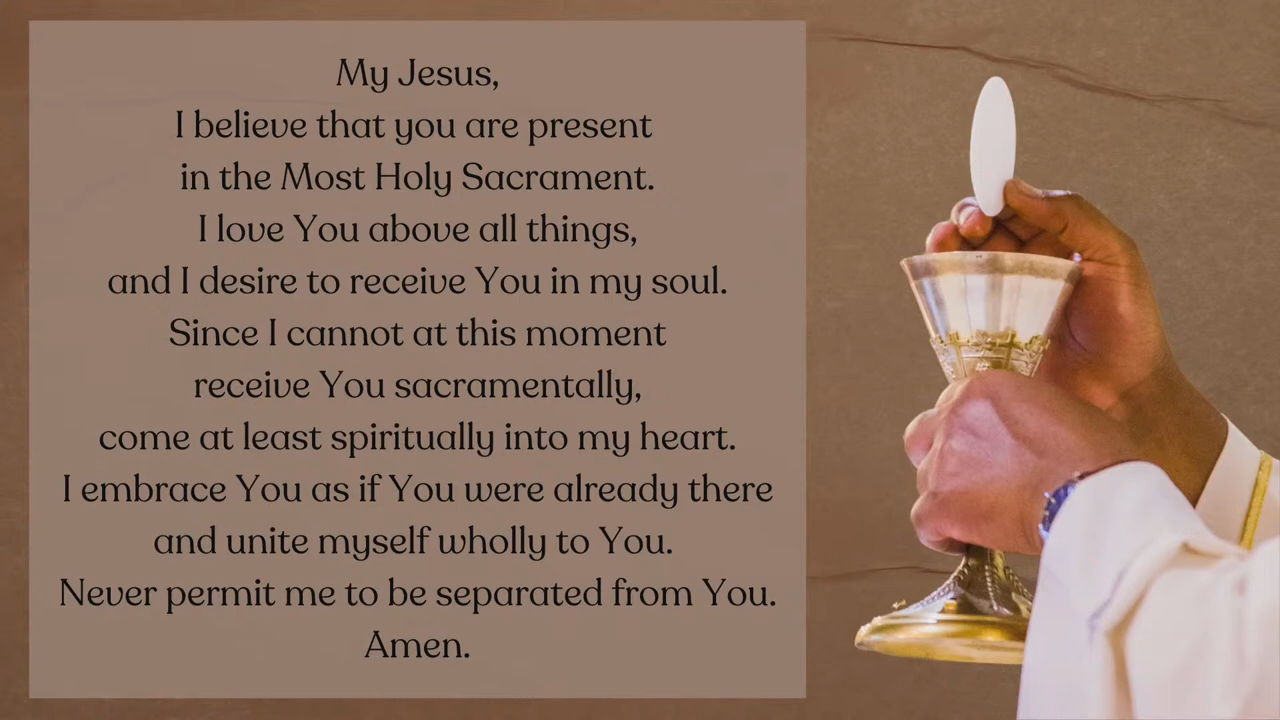 My Jesus,
I believe that you are present
in the Most Holy Sacrament.
I love You above all things,
and I desire to receive You in my soul.
Since I cannot at this moment
receive You sacramentally,
come at least spiritually into my heart.
I embrace You as if You were already there
and unite myself wholly to You.
Never permit me to be separated from You.
Amen.